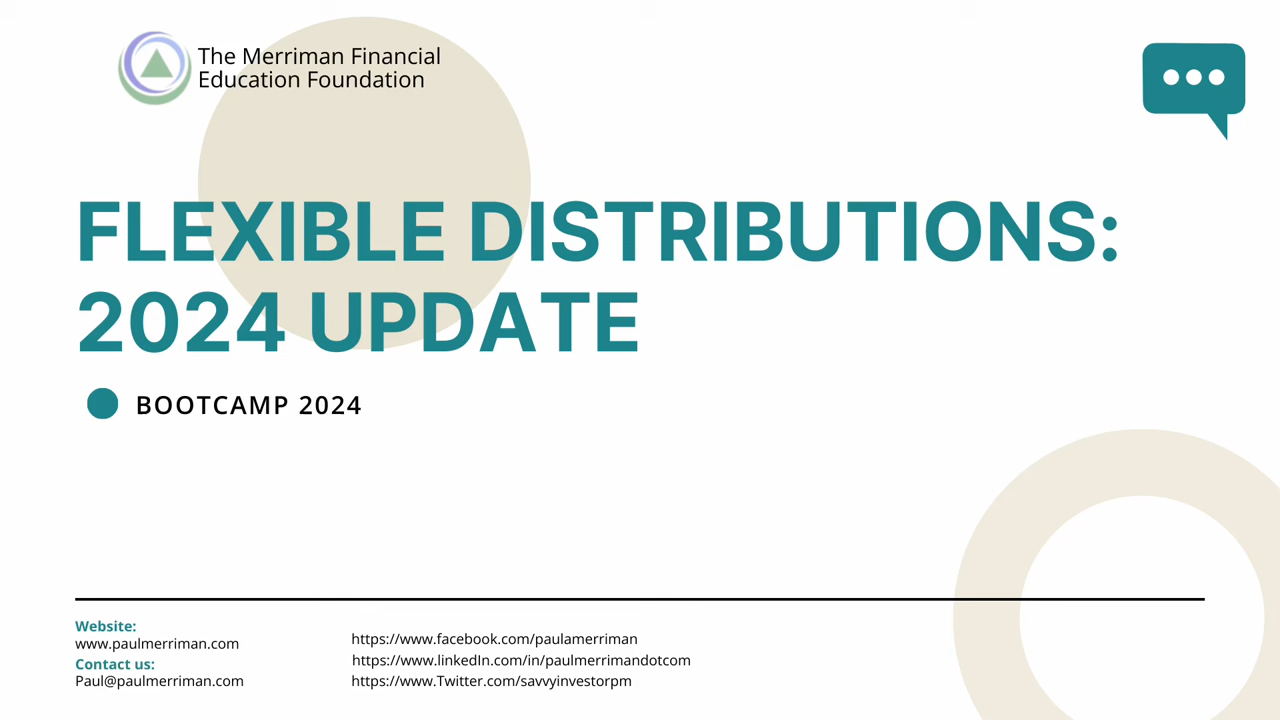 The Merriman Financial
Education Foundation
FLEXIBLE DISTRIBUTIONS:
2024 UPDATE
BOOTCAMP 2024
Website:
www.paulmerriman.com
Contact us:
Paul@paulmerriman.com
https://www.facebook.com/paulamerriman
https://www.linkedIn.com/in/paulmerrimandotcom
https://www.Twitter.com/savvyinvestorpm